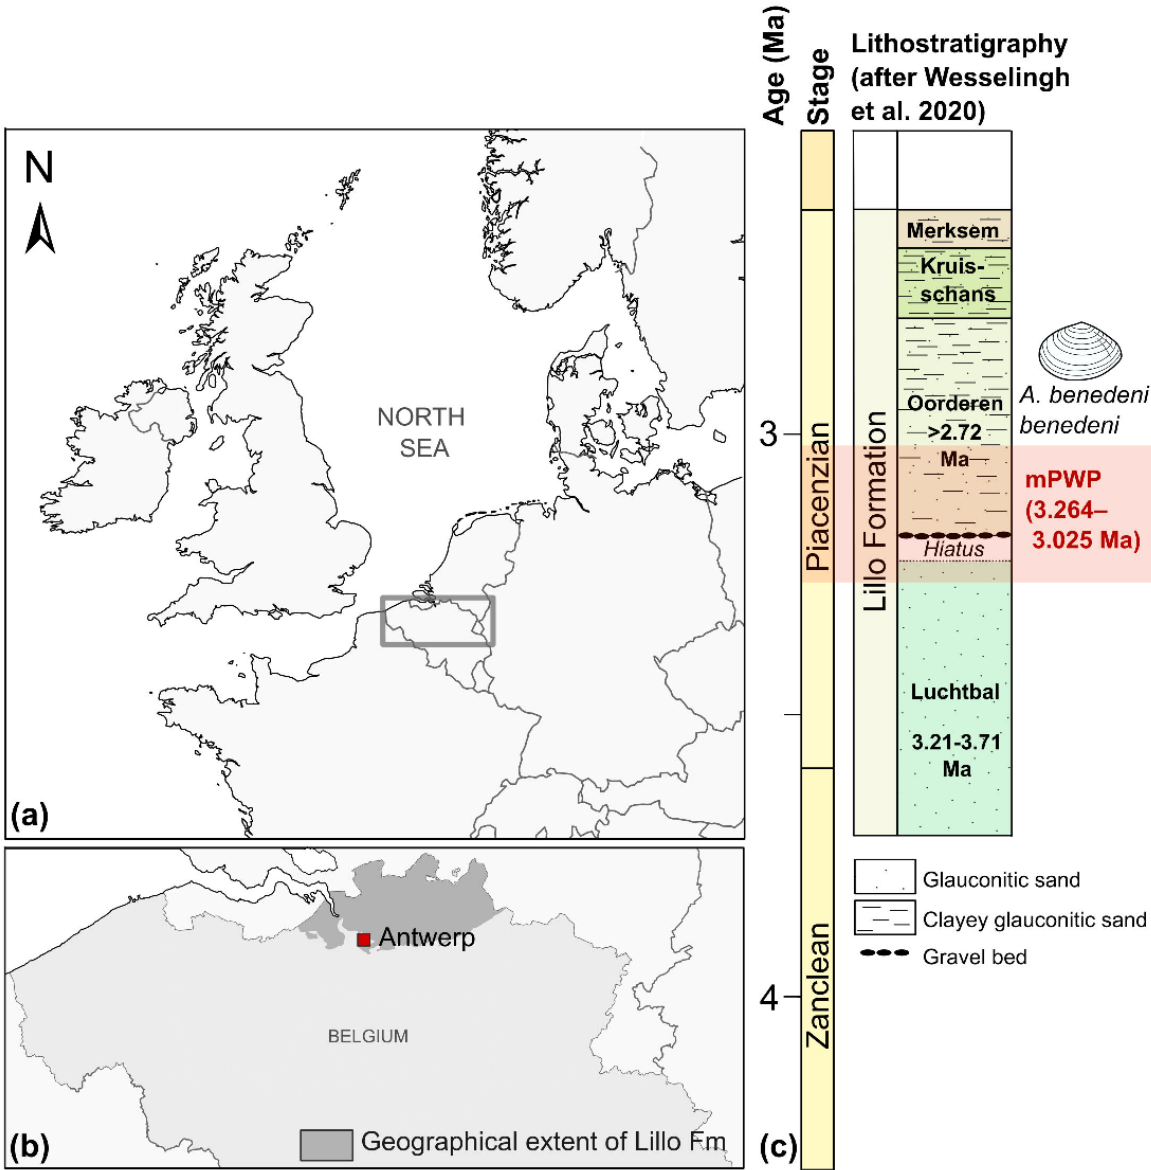 N
NORTH
SEA
(a)
Antwerp
BELGIUM
Geographical extent of Lillo Fm
(b)
Age (Ma)
Stage
Lithostratigraphy
(after Wesselingh
et al. 2020)
3
4
Piacenzian
Zanclean
Lillo Formation
Merksem
Kruis-
schans
Oorderen
>2.72
Ma
Hiatus
Luchtbal
3.21-3.71
Ma
A. benedeni
benedeni
mPWP
(3.264–
3.025 Ma)
Glauconitic sand
Clayey glauconitic sand
Gravel bed
(c)